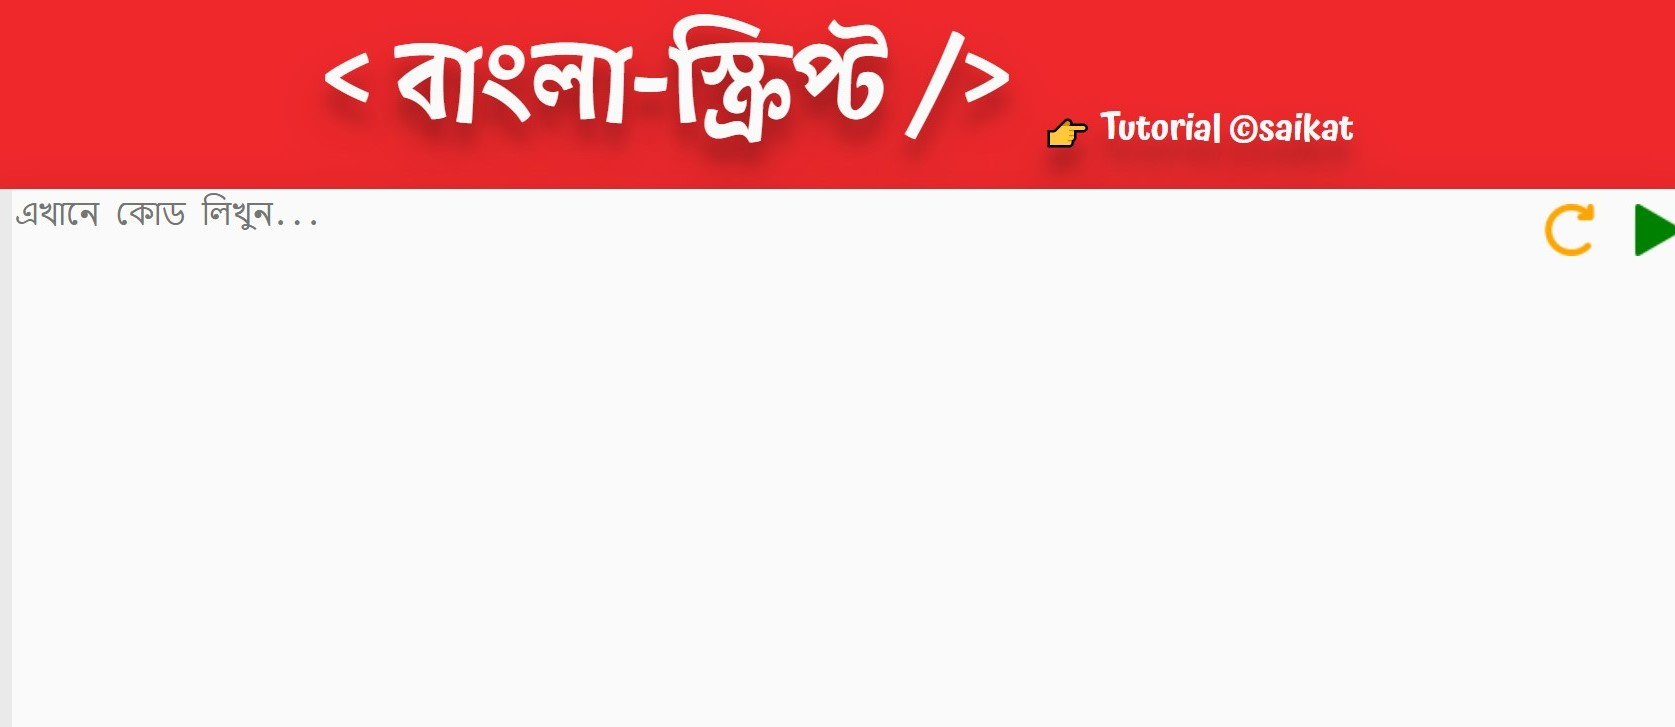 < বাংলা-স্ক্রিপ্ট />
👉 Tutorial ©saikat
এখানে কোড লিখুন...